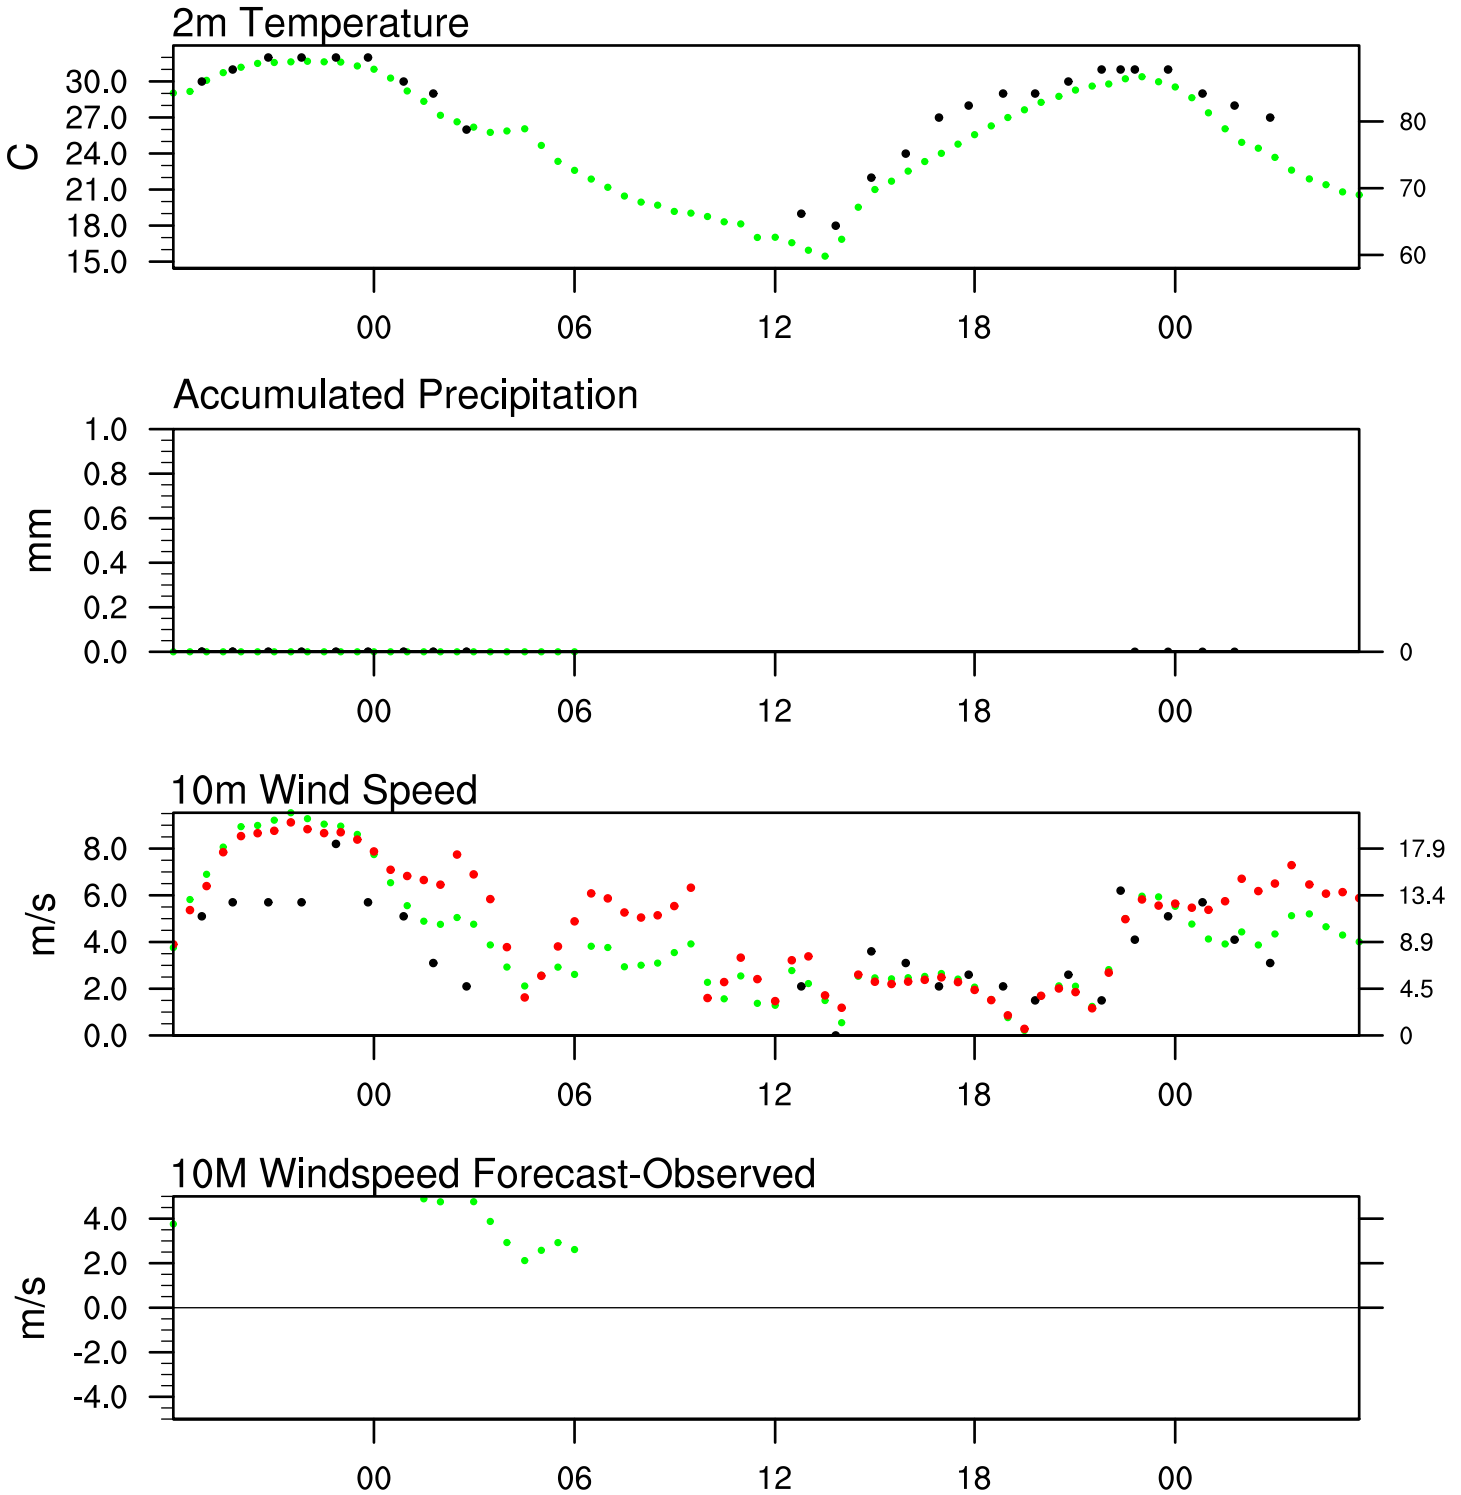 2m Temperature
C
30.0
27.0
24.0
21.0
18.0
15.0
80
70
60
00 06 12 18 00
Accumulated Precipitation
mm
1.0
0.8
0.6
0.4
0.2
0.0
0
00 06 12 18 00
10m Wind Speed
m/s
8.0
6.0
4.0
2.0
0.0
17.9
13.4
8.9
4.5
0
00 06 12 18 00
10M Windspeed Forecast-Observed
m/s
4.0
2.0
0.0
-2.0
-4.0
00 06 12 18 00